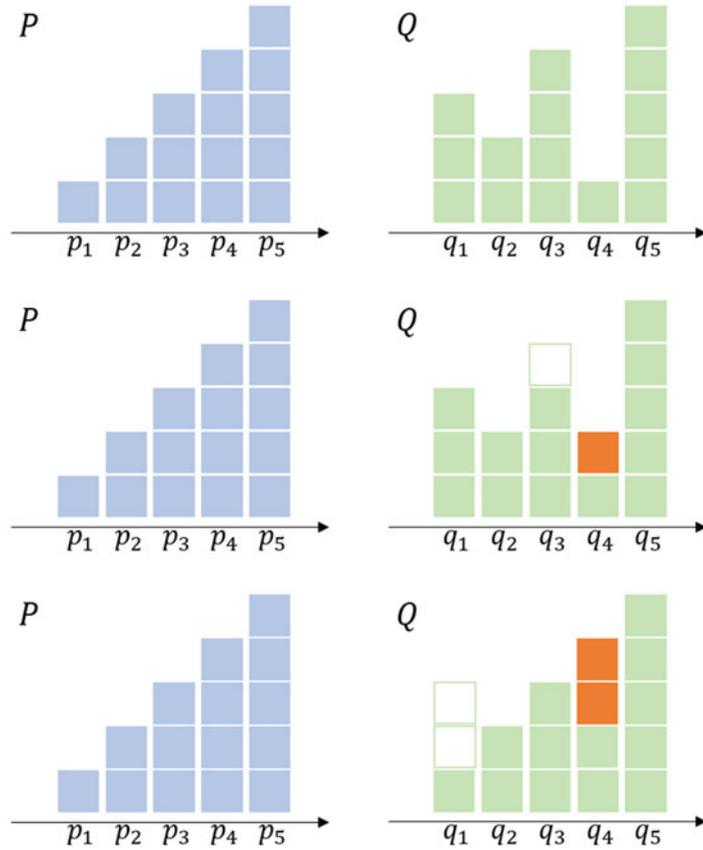 P Q
p₁ p₂ p₃ p₄ p₅ q₁ q₂ q₃ q₄ q₅
P Q
p₁ p₂ p₃ p₄ p₅ q₁ q₂ q₃ q₄ q₅
P Q
p₁ p₂ p₃ p₄ p₅ q₁ q₂ q₃ q₄ q₅